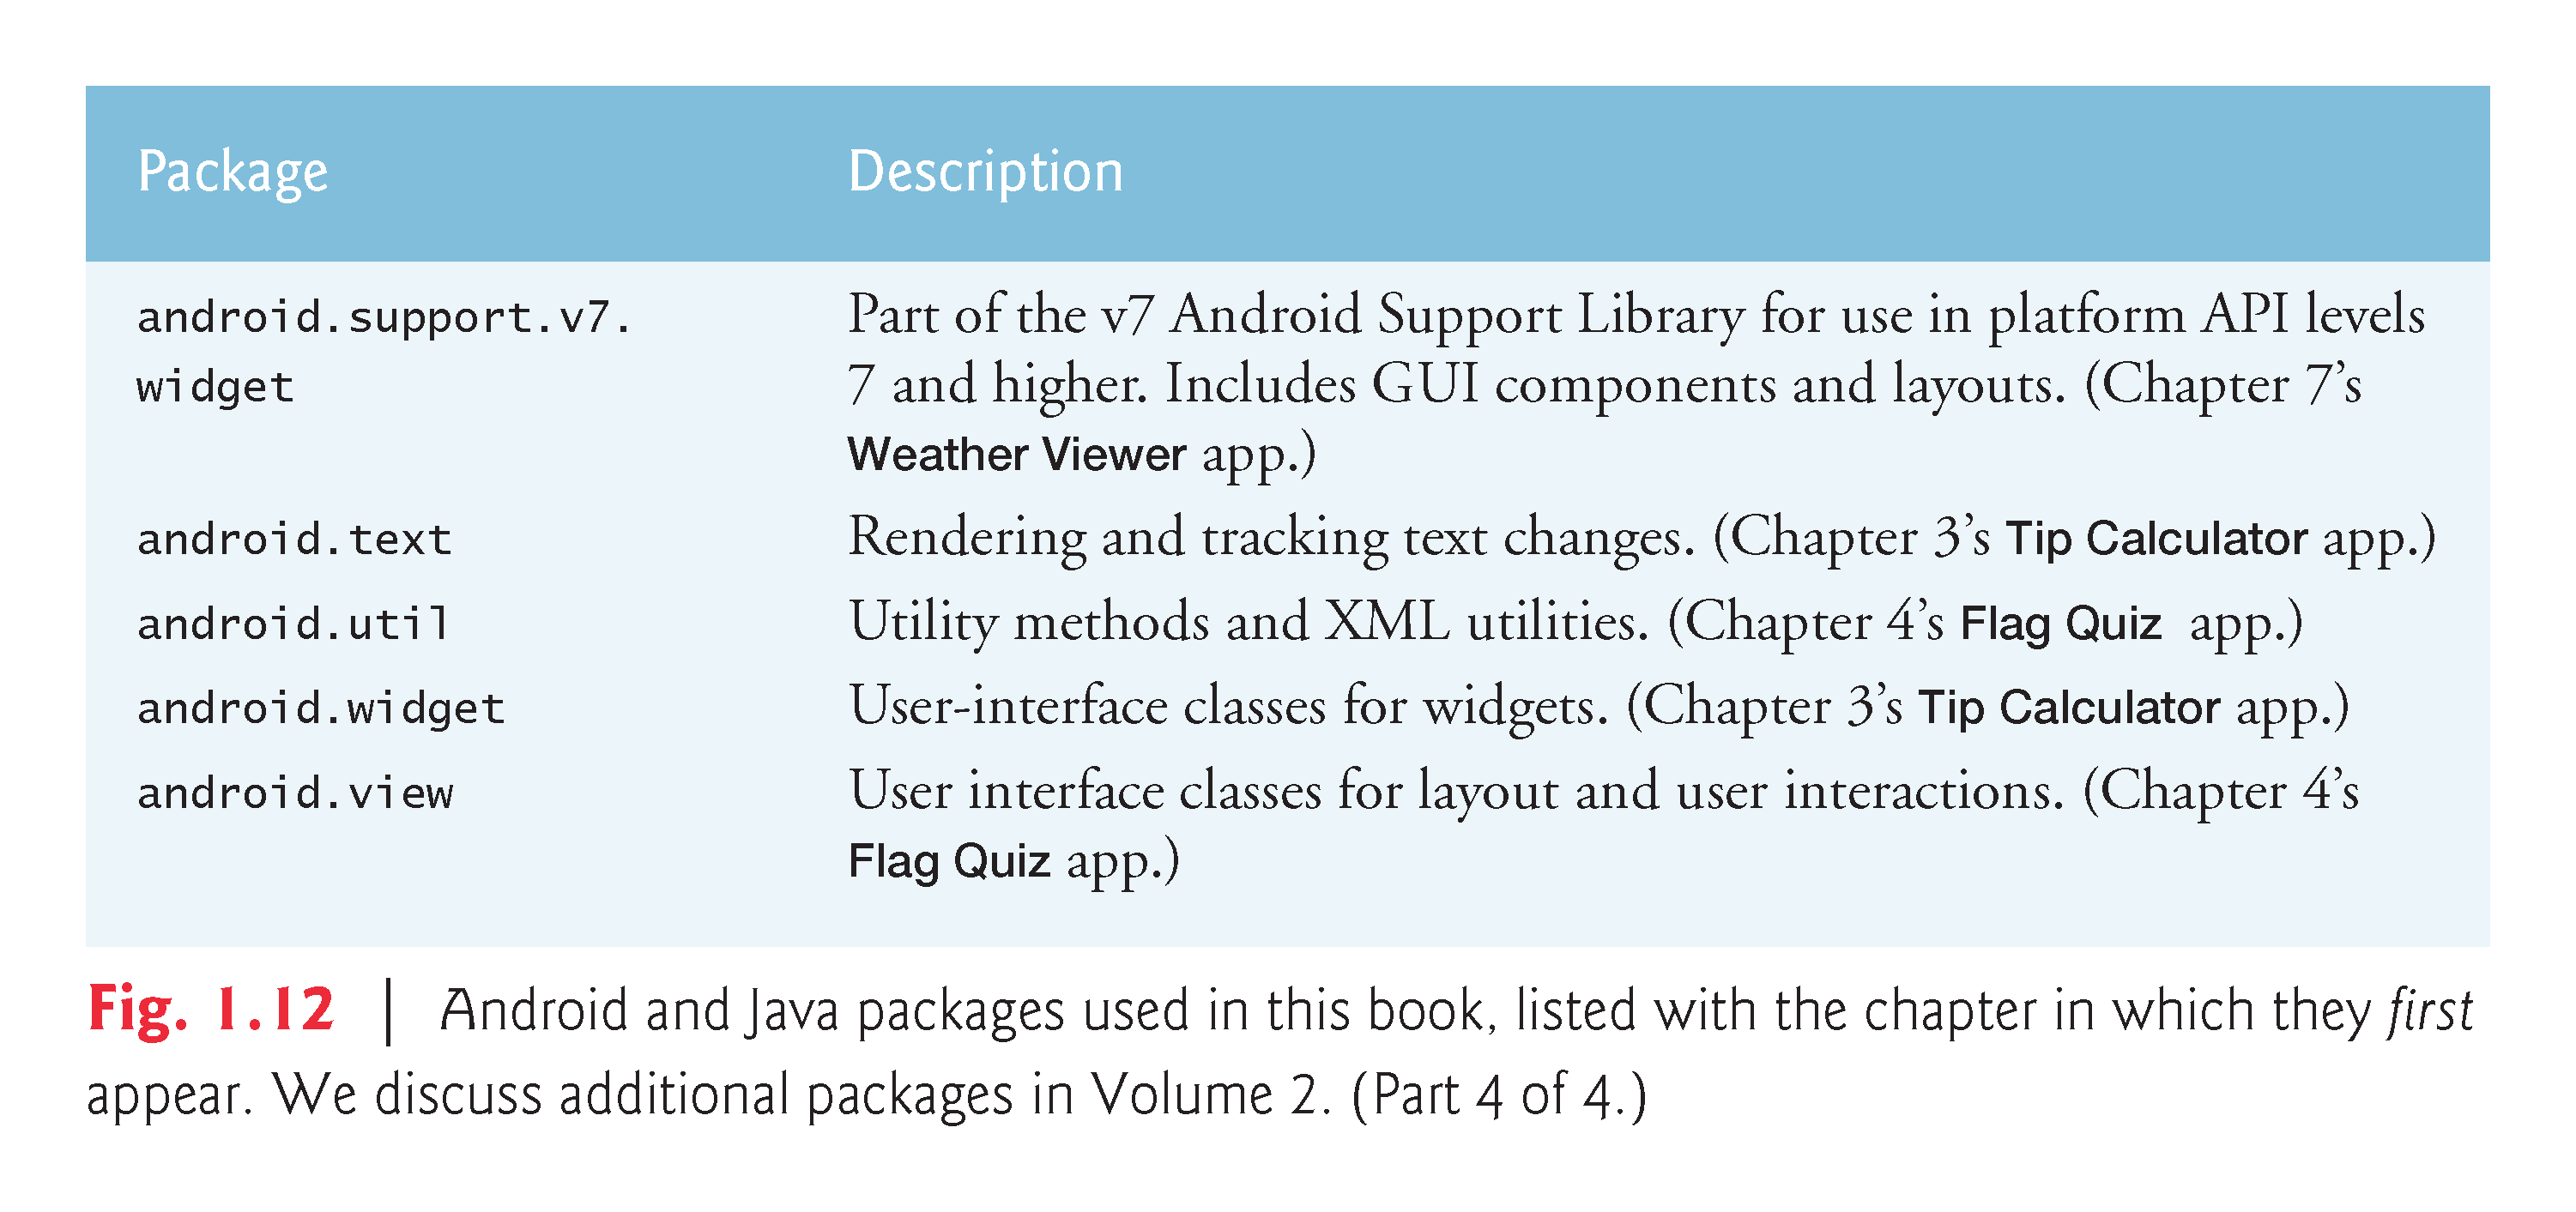 Package Description
android.support.v7. Part of the v7 Android Support Library for use in platform API levels
widget 7 and higher. Includes GUI components and layouts. (Chapter 7’s
Weather Viewer app.)
android.text Rendering and tracking text changes. (Chapter 3’s Tip Calculator app.)
android.util Utility methods and XML utilities. (Chapter 4’s Flag Quiz app.)
android.widget User-interface classes for widgets. (Chapter 3’s Tip Calculator app.)
android.view User interface classes for layout and user interactions. (Chapter 4’s
Flag Quiz app.)
Fig. 1.12 | Android and Java packages used in this book, listed with the chapter in which they first
appear. We discuss additional packages in Volume 2. (Part 4 of 4.)